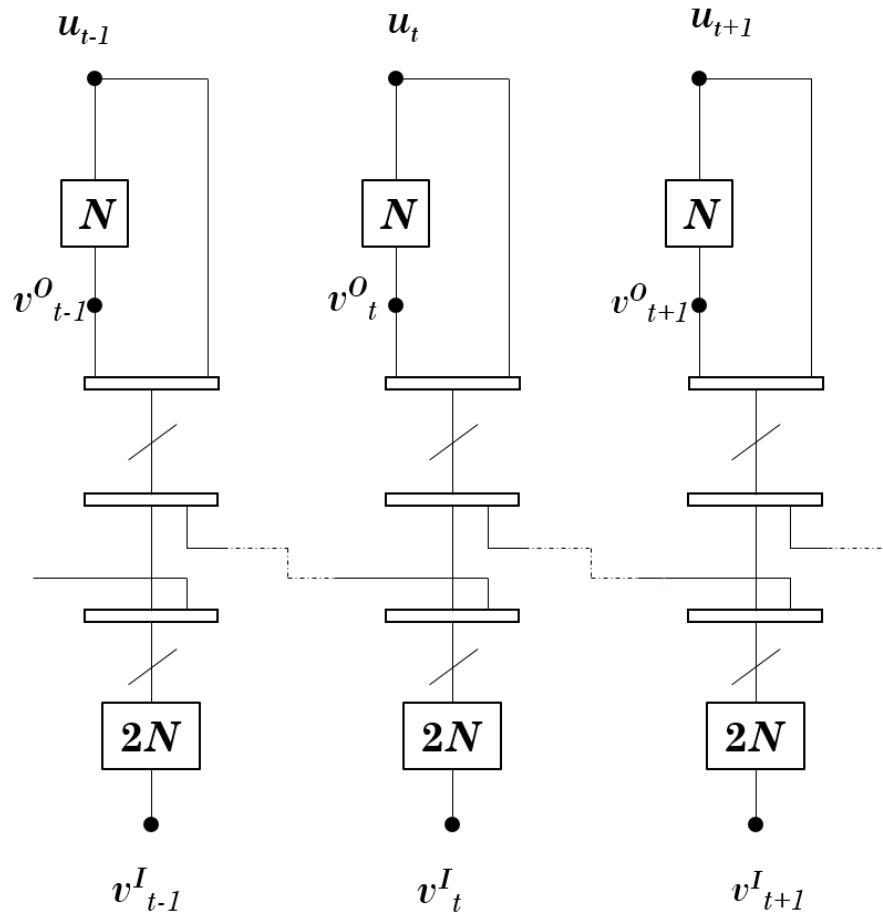 u_{t-1} u_t u_{t+1}
N N N
v^O_{t-1} v^O_t v^O_{t+1}
2N 2N 2N
v^I_{t-1} v^I_t v^I_{t+1}